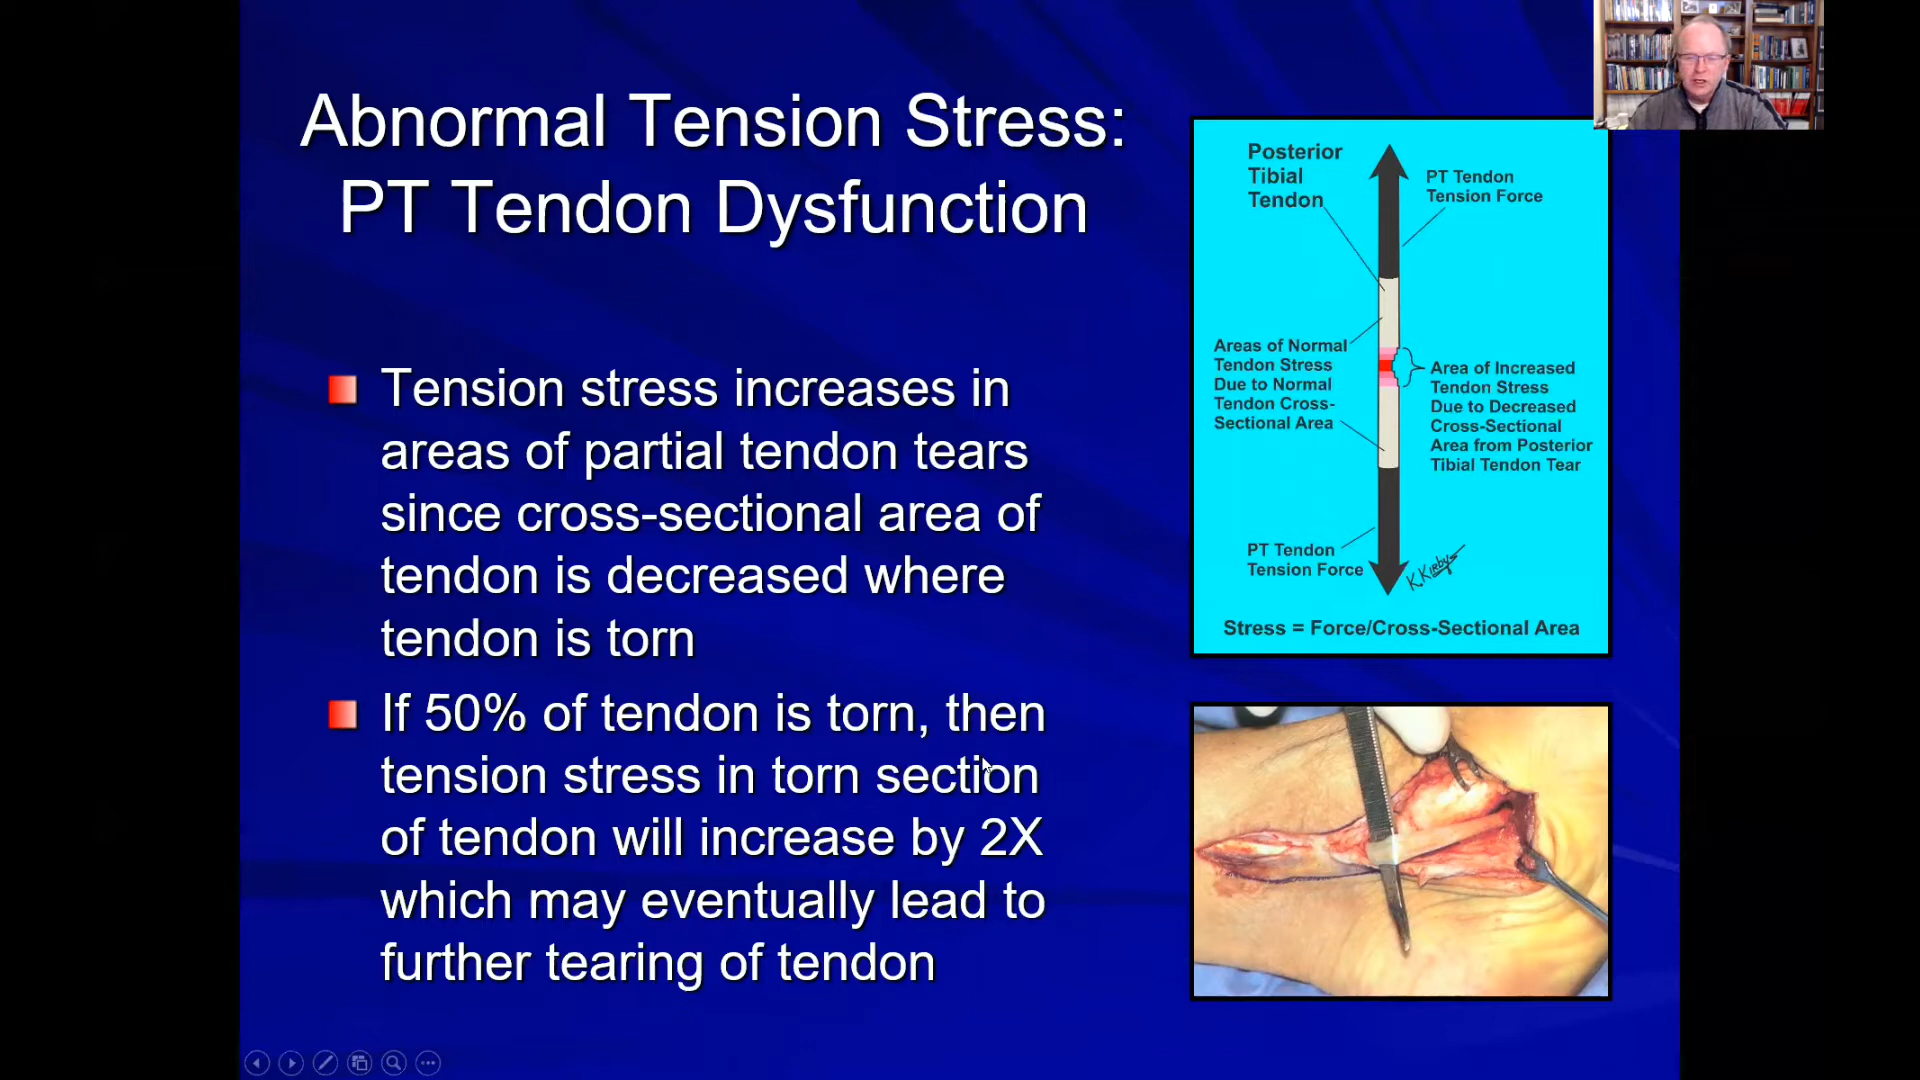 Abnormal Tension Stress:
PT Tendon Dysfunction
Tension stress increases in
areas of partial tendon tears
since cross-sectional area of
tendon is decreased where
tendon is torn
If 50% of tendon is torn, then
tension stress in torn section
of tendon will increase by 2X
which may eventually lead to
further tearing of tendon
Posterior
Tibial
Tendon
PT Tendon
Tension Force
Areas of Normal
Tendon Stress
Due to Normal
Tendon Cross-
Sectional Area
Area of Increased
Tendon Stress
Due to Decreased
Cross-Sectional
Area from Posterior
Tibial Tendon Tear
PT Tendon
Tension Force
K.Kirby
Stress = Force/Cross-Sectional Area